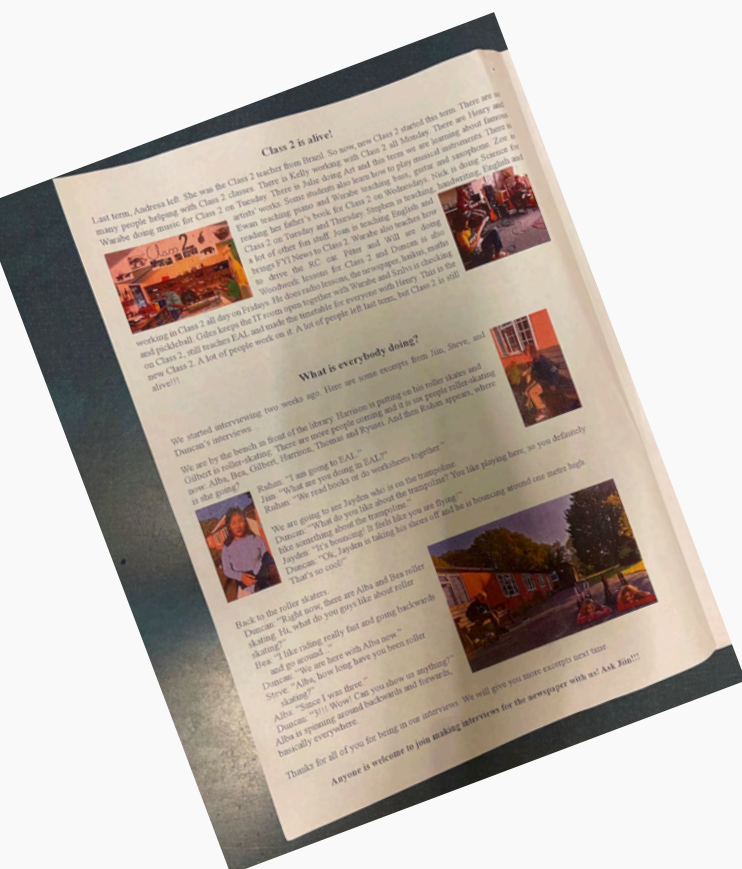 Class 2 is alive!
Last term, Andresa left. She was the Class 2 teacher from Brazil. So now, new Class 2 started this term. There are so
many people helping with Class 2 classes. There is Kelly working with Class 2 all Monday. There are Henry and
Warabe doing music for Class 2 on Tuesday. There is Julie doing Art and this term we are learning about famous
artists' works. Some students also learn how to play musical instruments. There is
Ewan teaching piano and Warabe teaching bass, guitar and saxophone. Zoe is
reading her father's book for Class 2 on Wednesdays. Nick is doing Science for
Class 2 on Tuesday and Thursday. Stephen is teaching handwriting, English and
a lot of other fun stuff. Joan is teaching English and
brings FYI News to Class 2. Warabe also teaches how
to drive the RC car. Peter and Will are doing
Woodwork lessons for Class 2 and Duncan is also
working in Class 2 all day on Fridays. He does radio lessons, the newspaper, haikus, maths
and pickleball. Giles keeps the IT room open together with Warabe and Szilvi is checking
on Class 2, still teaches EAL and made the timetable for everyone with Henry. This is the
new Class 2. A lot of people work on it. A lot of people left last term, but Class 2 is still
alive!!!
Class 2
What is everybody doing?
We started interviewing two weeks ago. Here are some excerpts from Jun, Steve, and
Duncan's interviews.
We are by the bench in front of the library. Harrison is putting on his roller skates and
Gilbert is roller-skating. There are more people coming and it is six people roller-skating
now: Alba, Bea, Gilbert, Harrison, Thomas and Ryusei. And then Ruhan appears, where
is she going?
Ruhan: "I am going to EAL."
Jun: "What are you doing in EAL?"
Ruhan: "We read books or do worksheets together."
We are going to see Jayden who is on the trampoline.
Duncan: "What do you like about the trampoline? You like playing here, so you definitely
like something about the trampoline."
Jayden: "It's bouncing! It feels like you are flying!"
Duncan: "Ok, Jayden is taking his shoes off and he is bouncing around one metre high.
That's so cool!"
Back to the roller skaters.
Duncan: "Right now, there are Alba and Bea roller
skating. Hi, what do you guys like about roller
skating?"
Bea: "I like riding really fast and going backwards
and go around..."
Duncan: "We are here with Alba now."
Steve: "Alba, how long have you been roller
skating?"
Alba: "Since I was three."
Duncan: "3!!! Wow! Can you show us anything?"
Alba is spinning around backwards and forwards,
basically everywhere.
Thanks for all of you for being in our interviews. We will give you more excerpts next time.
Anyone is welcome to join making interviews for the newspaper with us! Ask Jun!!!